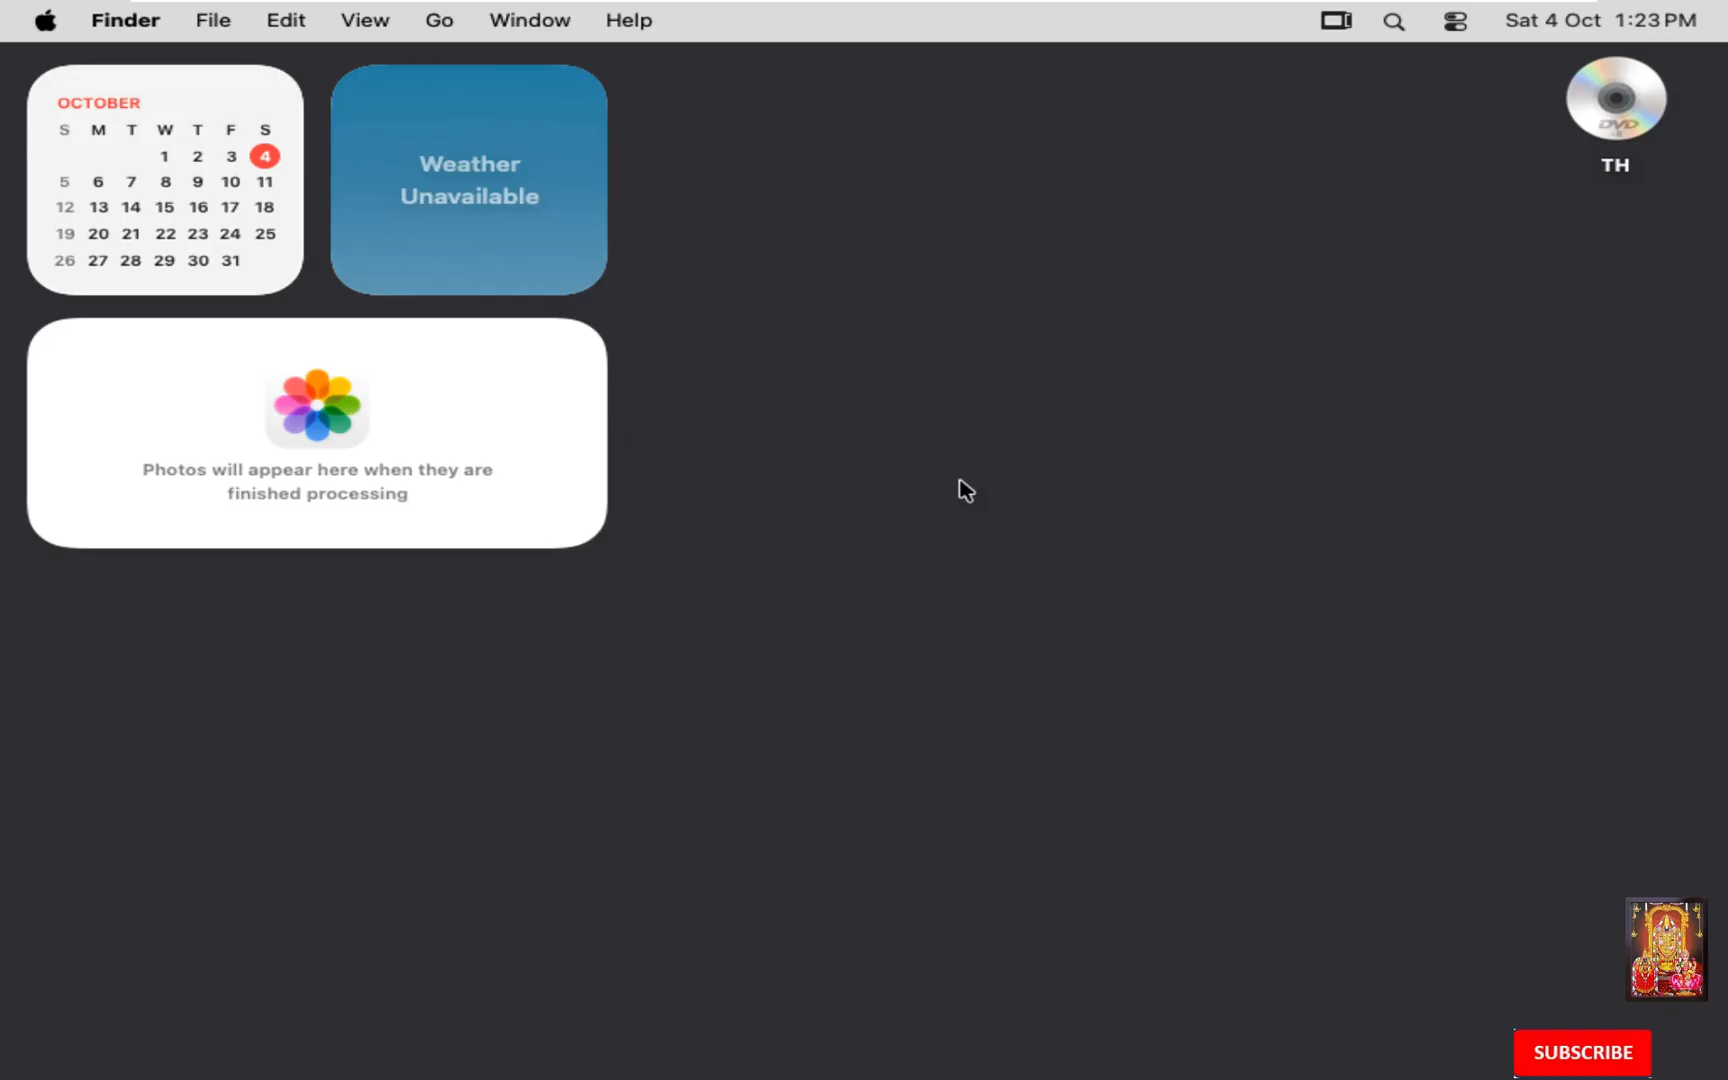 Finder File Edit View Go Window Help Sat 4 Oct 1:23 PM
OCTOBER
S M T W T F S
1 2 3 4
5 6 7 8 9 10 11
12 13 14 15 16 17 18
19 20 21 22 23 24 25
26 27 28 29 30 31
Weather
Unavailable
DVD
TH
Photos will appear here when they are
finished processing
SUBSCRIBE